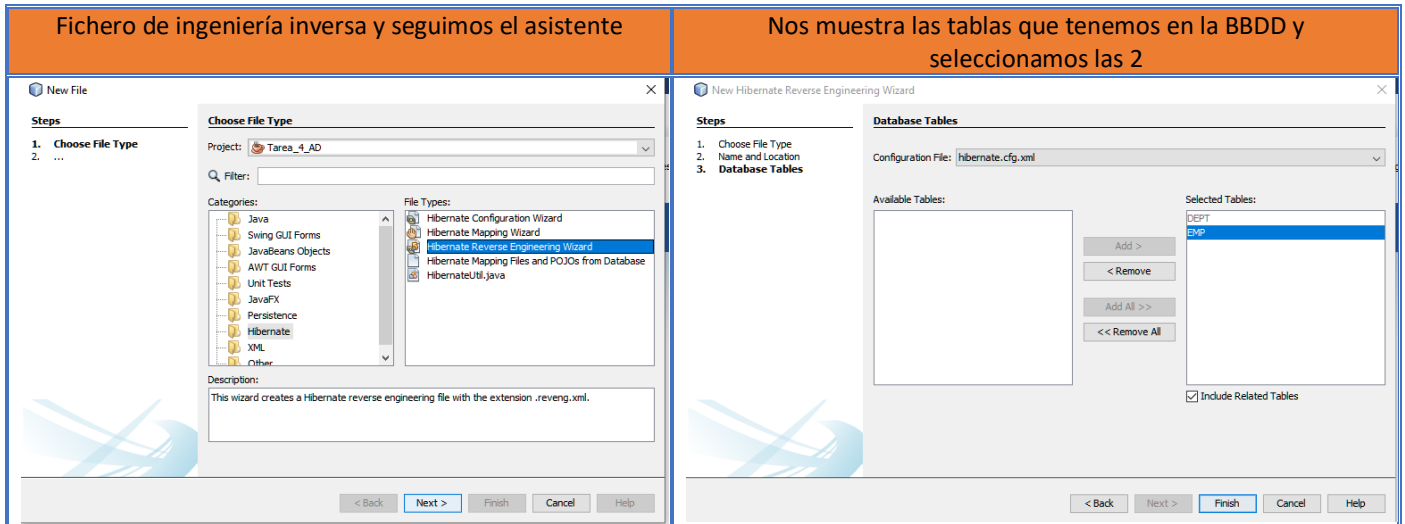 Fichero de ingeniería inversa y seguimos el asistente
Nos muestra las tablas que tenemos en la BBDD y
seleccionamos las 2
New File
Steps
1. Choose File Type
2. ...
Choose File Type
Project: Tarea_4_AD
Filter:
Categories:
Java
Swing GUI Forms
JavaBeans Objects
AWT GUI Forms
Unit Tests
JavaFX
Persistence
Hibernate
XML
Other
File Types:
Hibernate Configuration Wizard
Hibernate Mapping Wizard
Hibernate Reverse Engineering Wizard
Hibernate Mapping Files and POJOs from Database
HibernateUtil.java
Description:
This wizard creates a Hibernate reverse engineering file with the extension .reveng.xml.
< Back Next > Finish Cancel Help
New Hibernate Reverse Engineering Wizard
Steps
1. Choose File Type
2. Name and Location
3. Database Tables
Database Tables
Configuration File: hibernate.cfg.xml
Available Tables:
Add >
< Remove
Add All >>
<< Remove All
Selected Tables:
DEPT
EMP
Include Related Tables
< Back Next > Finish Cancel Help